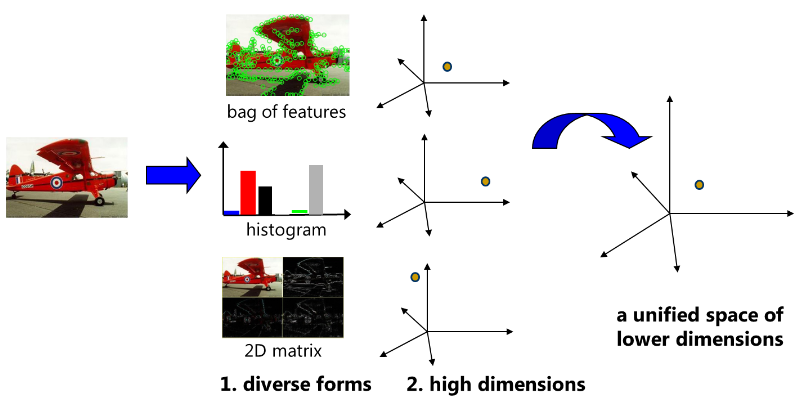 bag of features
histogram
2D matrix
1. diverse forms
2. high dimensions
a unified space of
lower dimensions